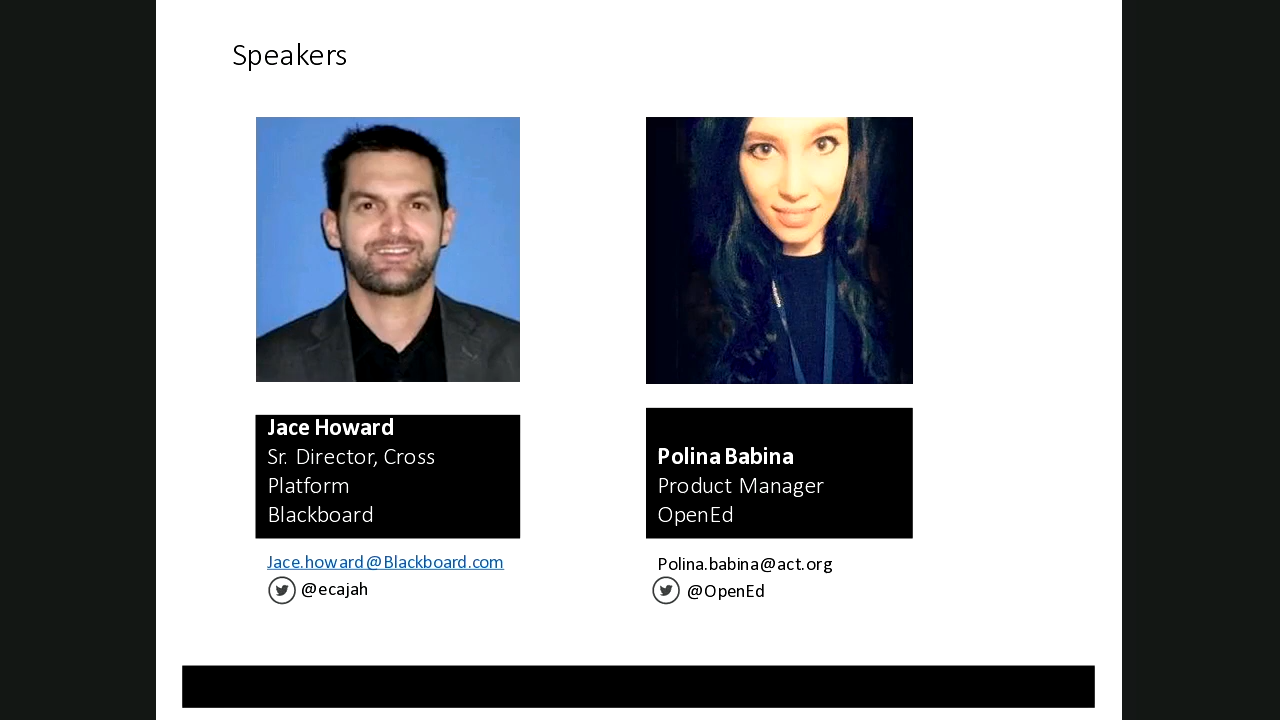 Speakers
Jace Howard
Sr. Director, Cross
Platform
Blackboard
Jace.howard@Blackboard.com
@ecajah
Polina Babina
Product Manager
OpenEd
Polina.babina@act.org
@OpenEd